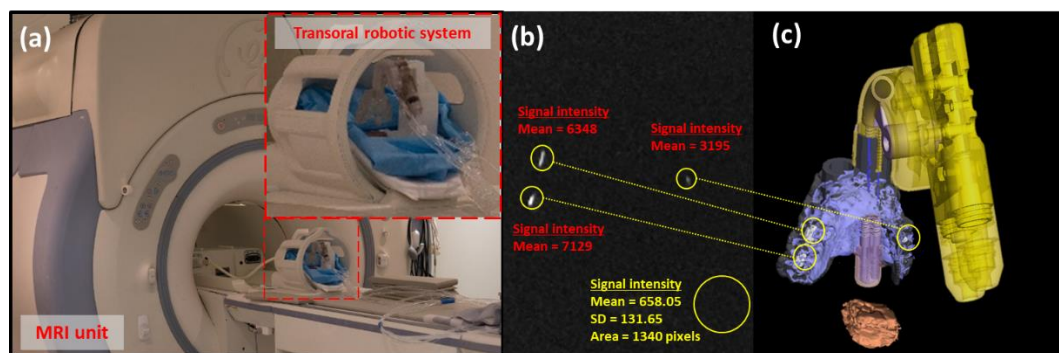 (a)
Transoral robotic system
MRI unit
(b)
Signal intensity
Mean = 6348
Signal intensity
Mean = 3195
Signal intensity
Mean = 7129
Signal intensity
Mean = 658.05
SD = 131.65
Area = 1340 pixels
(c)